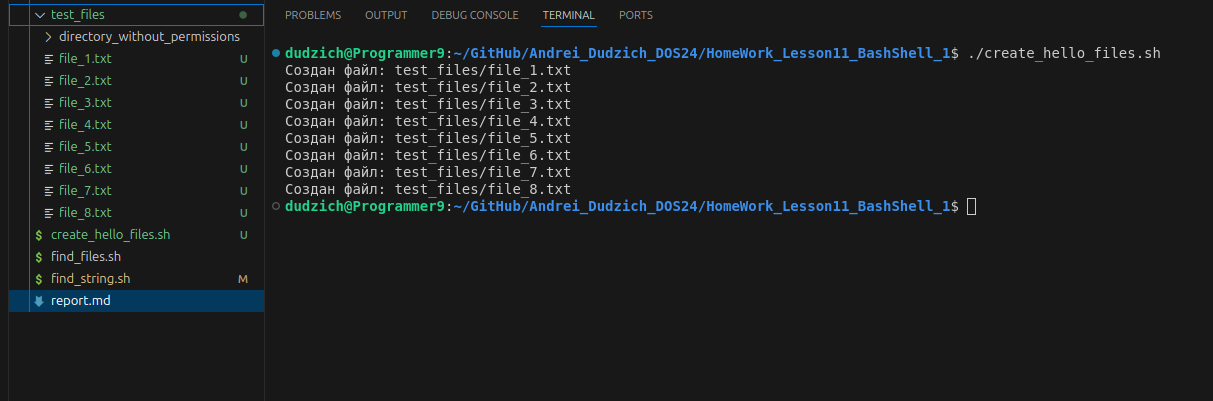 test_files
directory_without_permissions
file_1.txt U
file_2.txt U
file_3.txt U
file_4.txt U
file_5.txt U
file_6.txt U
file_7.txt U
file_8.txt U
$ create_hello_files.sh U
$ find_files.sh
$ find_string.sh M
report.md
PROBLEMS OUTPUT DEBUG CONSOLE TERMINAL PORTS
dudzich@Programmer9:~/GitHub/Andrei_Dudzich_DOS24/HomeWork_Lesson11_BashShell_1$ ./create_hello_files.sh
Создан файл: test_files/file_1.txt
Создан файл: test_files/file_2.txt
Создан файл: test_files/file_3.txt
Создан файл: test_files/file_4.txt
Создан файл: test_files/file_5.txt
Создан файл: test_files/file_6.txt
Создан файл: test_files/file_7.txt
Создан файл: test_files/file_8.txt
dudzich@Programmer9:~/GitHub/Andrei_Dudzich_DOS24/HomeWork_Lesson11_BashShell_1$